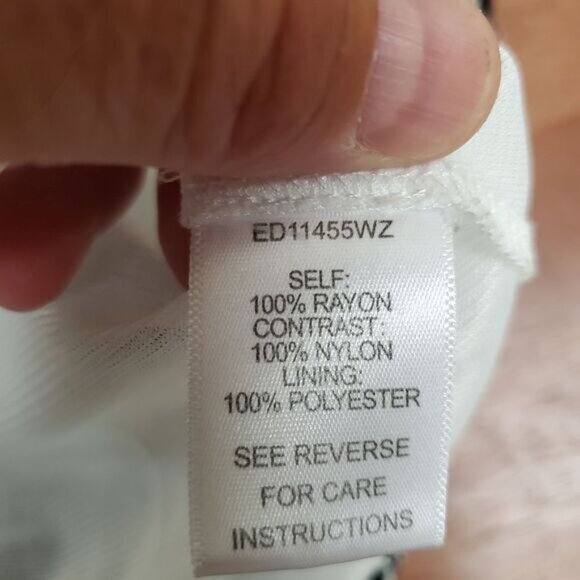 ED11455WZ
SELF:
100% RAYON
CONTRAST:
100% NYLON
LINING:
100% POLYESTER
SEE REVERSE
FOR CARE
INSTRUCTIONS